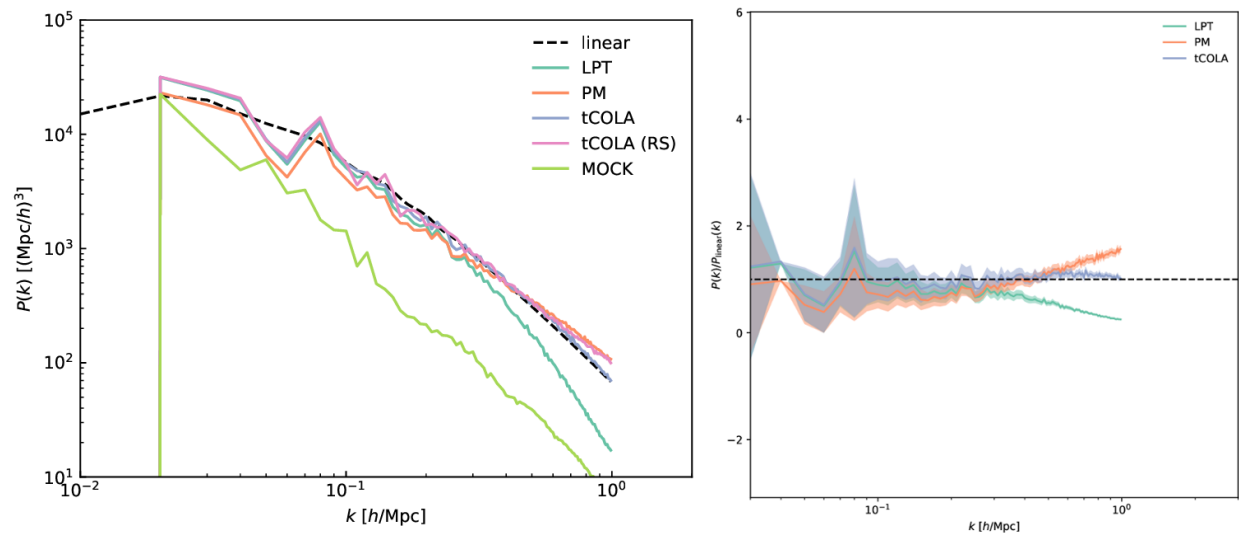 10^5
10^4
10^3
10^2
10^1
P(k) [(Mpc/h)^3]
linear
LPT
PM
tCOLA
tCOLA (RS)
MOCK
10^−2
10^−1
10^0
k [h/Mpc]
6
4
2
0
−2
P(k)/P_linear(k)
LPT
PM
tCOLA
10^−1
10^0
k [h/Mpc]